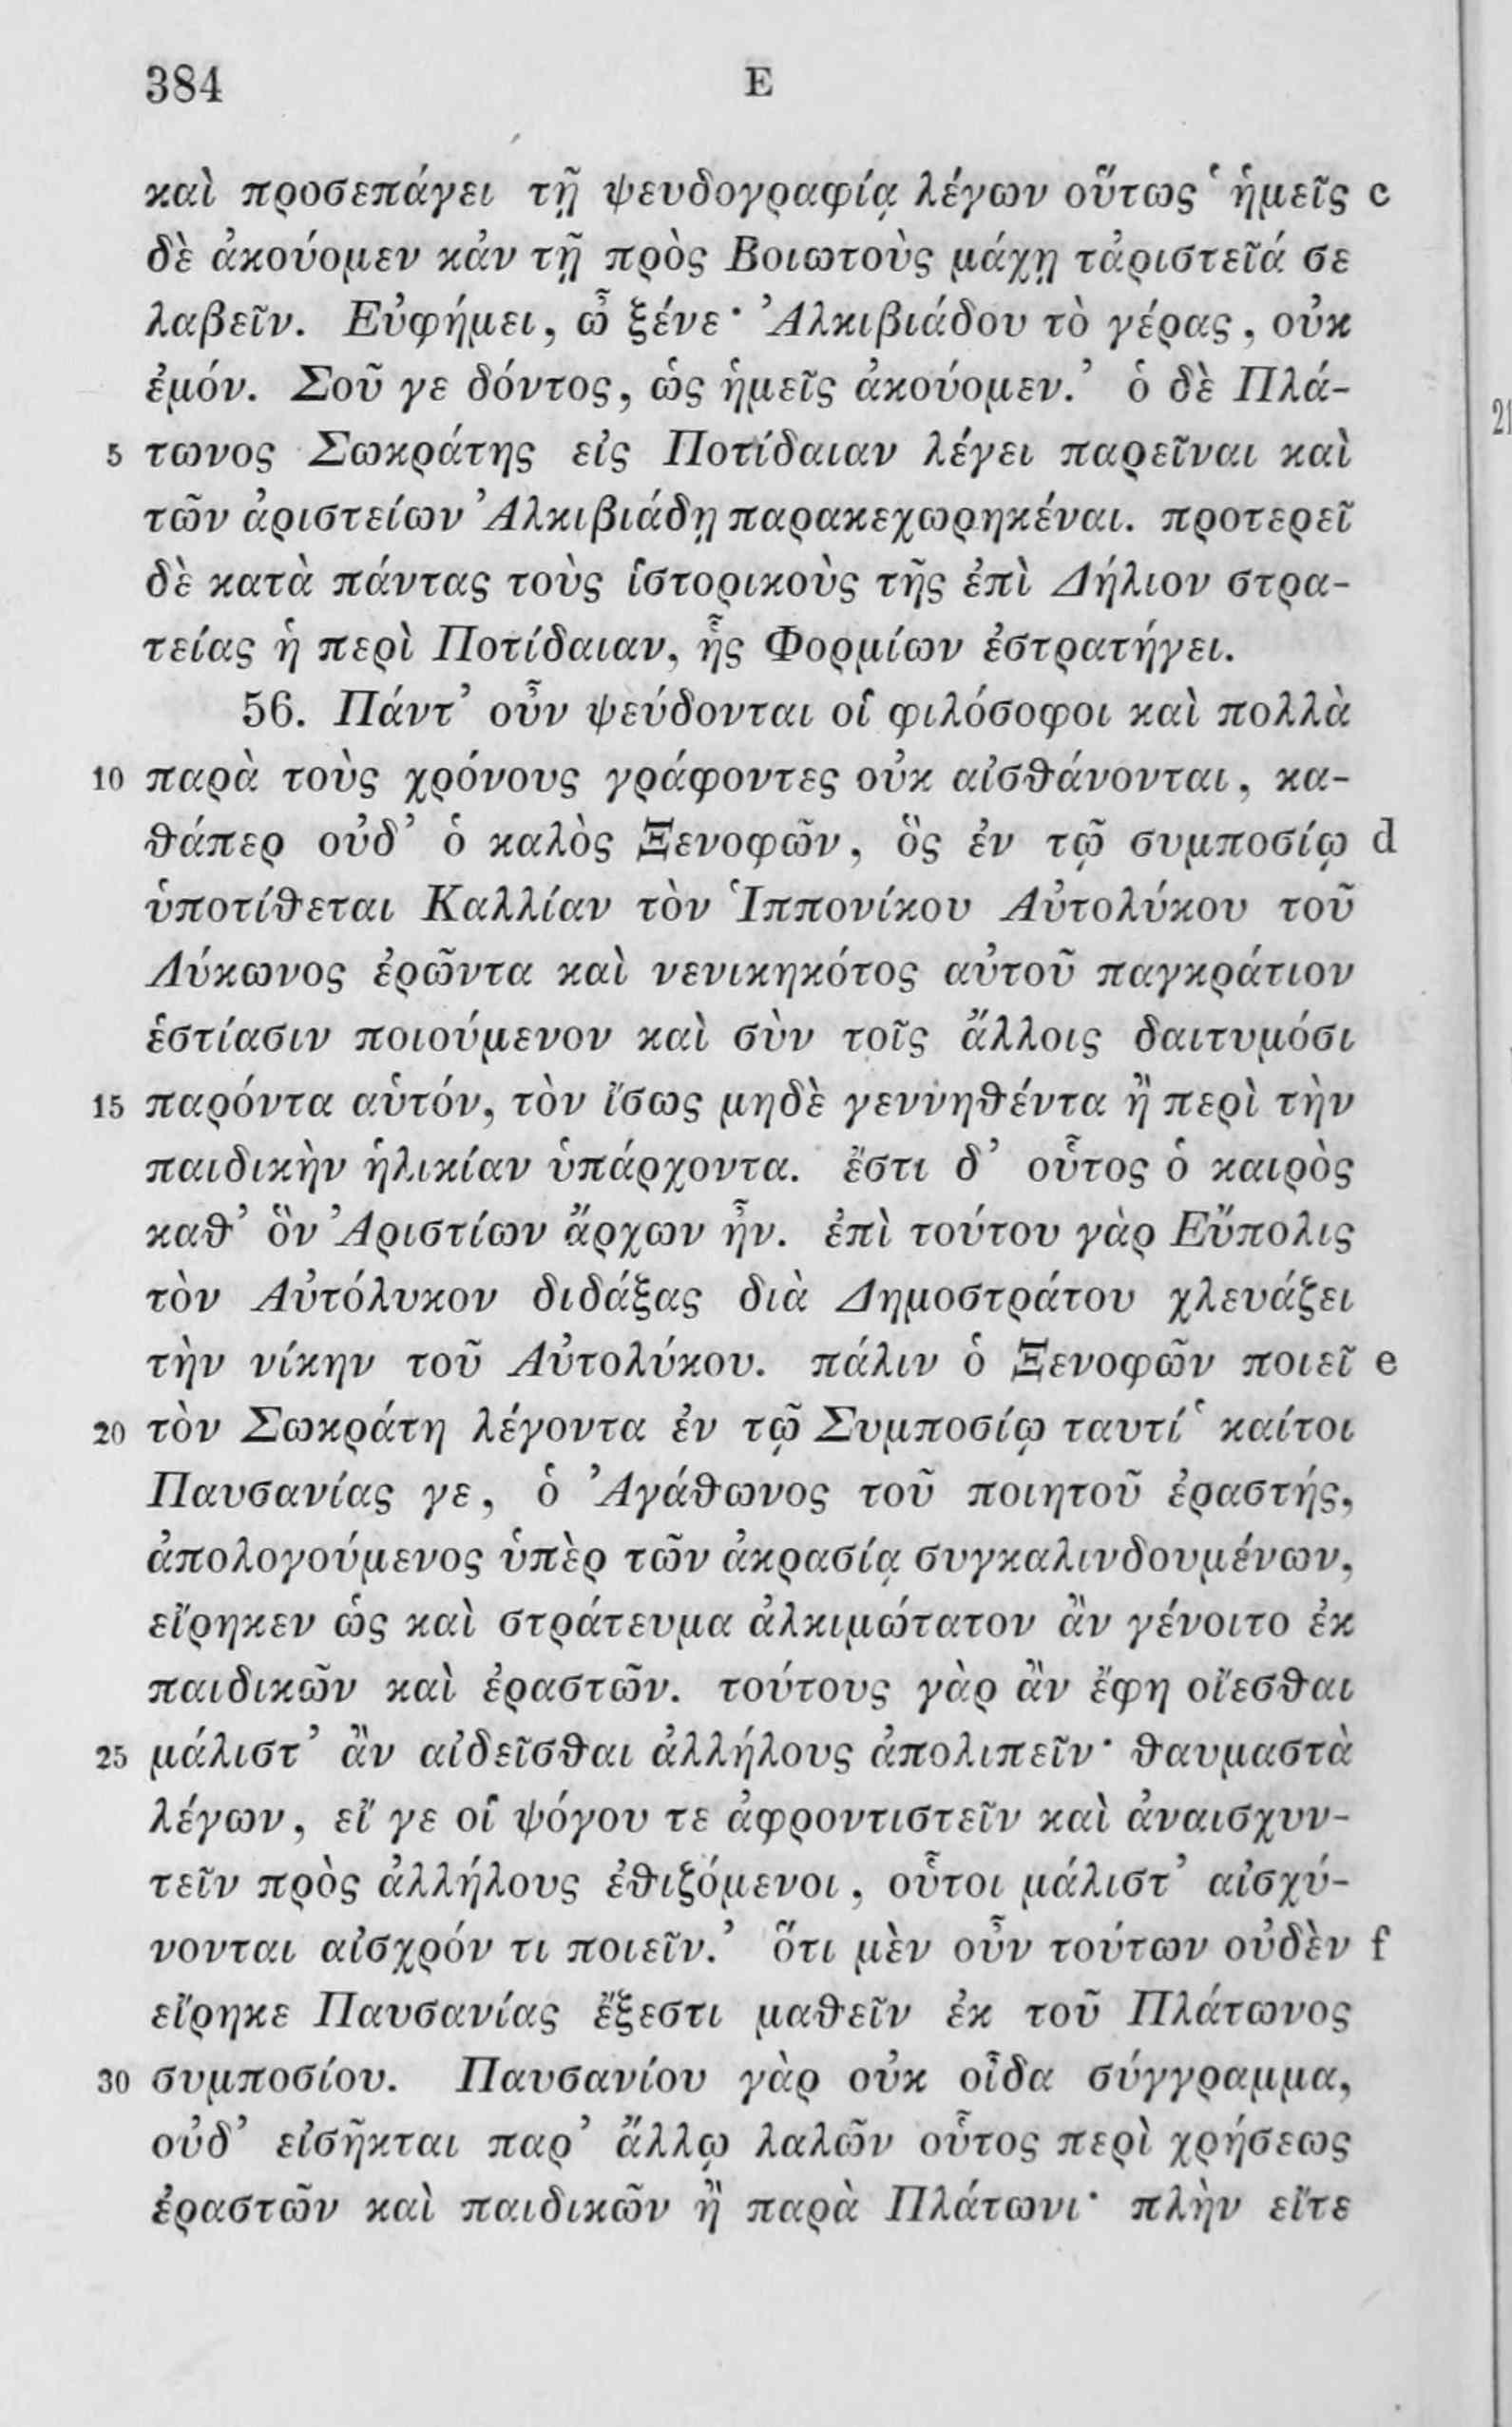 384 E
καὶ προσεπάγει τῇ ψευδογραφίᾳ λέγων οὕτως ‘ἡμεῖς c
δὲ ἀκούομεν κἀν τῇ πρὸς Βοιωτοὺς μάχῃ τἀριστεῖά σε
λαβεῖν. Εὐφήμει, ὦ ξένε· Ἀλκιβιάδου τὸ γέρας, οὐκ
ἐμόν. Σοῦ γε δόντος, ὡς ἡμεῖς ἀκούομεν.’ ὁ δὲ Πλά-
5 τωνος Σωκράτης εἰς Ποτίδαιαν λέγει παρεῖναι καὶ
τῶν ἀριστείων Ἀλκιβιάδῃ παρακεχωρηκέναι. προτερεῖ
δὲ κατὰ πάντας τοὺς ἱστορικοὺς τῆς ἐπὶ Δήλιον στρα-
τείας ἡ περὶ Ποτίδαιαν, ἧς Φορμίων ἐστρατήγει.
56. Πάντ’ οὖν ψεύδονται οἱ φιλόσοφοι καὶ πολλὰ
10 παρὰ τοὺς χρόνους γράφοντες οὐκ αἰσθάνονται, κα-
θάπερ οὐδ’ ὁ καλὸς Ξενοφῶν, ὃς ἐν τῷ συμποσίῳ d
ὑποτίθεται Καλλίαν τὸν Ἱππονίκου Αὐτολύκου τοῦ
Λύκωνος ἐρῶντα καὶ νενικηκότος αὐτοῦ παγκράτιον
ἑστίασιν ποιούμενον καὶ σὺν τοῖς ἄλλοις δαιτυμόσι
15 παρόντα αὑτόν, τὸν ἴσως μηδὲ γεννηθέντα ἢ περὶ τὴν
παιδικὴν ἡλικίαν ὑπάρχοντα. ἔστι δ’ οὗτος ὁ καιρὸς
καθ’ ὃν Ἀριστίων ἄρχων ἦν. ἐπὶ τούτου γὰρ Εὔπολις
τὸν Αὐτόλυκον διδάξας διὰ Δημοστράτου χλευάζει
τὴν νίκην τοῦ Αὐτολύκου. πάλιν ὁ Ξενοφῶν ποιεῖ e
20 τὸν Σωκράτη λέγοντα ἐν τῷ Συμποσίῳ ταυτί ‘καίτοι
Παυσανίας γε, ὁ Ἀγάθωνος τοῦ ποιητοῦ ἐραστής,
ἀπολογούμενος ὑπὲρ τῶν ἀκρασίᾳ συγκαλινδουμένων,
εἴρηκεν ὡς καὶ στράτευμα ἀλκιμώτατον ἂν γένοιτο ἐκ
παιδικῶν καὶ ἐραστῶν. τούτους γὰρ ἂν ἔφη οἴεσθαι
25 μάλιστ’ ἂν αἰδεῖσθαι ἀλλήλους ἀπολιπεῖν· θαυμαστὰ
λέγων, εἴ γε οἱ ψόγου τε ἀφροντιστεῖν καὶ ἀναισχυν-
τεῖν πρὸς ἀλλήλους ἐθιζόμενοι, οὗτοι μάλιστ’ αἰσχύ-
νονται αἰσχρόν τι ποιεῖν.’ ὅτι μὲν οὖν τούτων οὐδὲν f
εἴρηκε Παυσανίας ἔξεστι μαθεῖν ἐκ τοῦ Πλάτωνος
30 συμποσίου. Παυσανίου γὰρ οὐκ οἶδα σύγγραμμα,
οὐδ’ εἰσῆκται παρ’ ἄλλῳ λαλῶν οὗτος περὶ χρήσεως
ἐραστῶν καὶ παιδικῶν ἢ παρὰ Πλάτωνι· πλὴν εἴτε
21